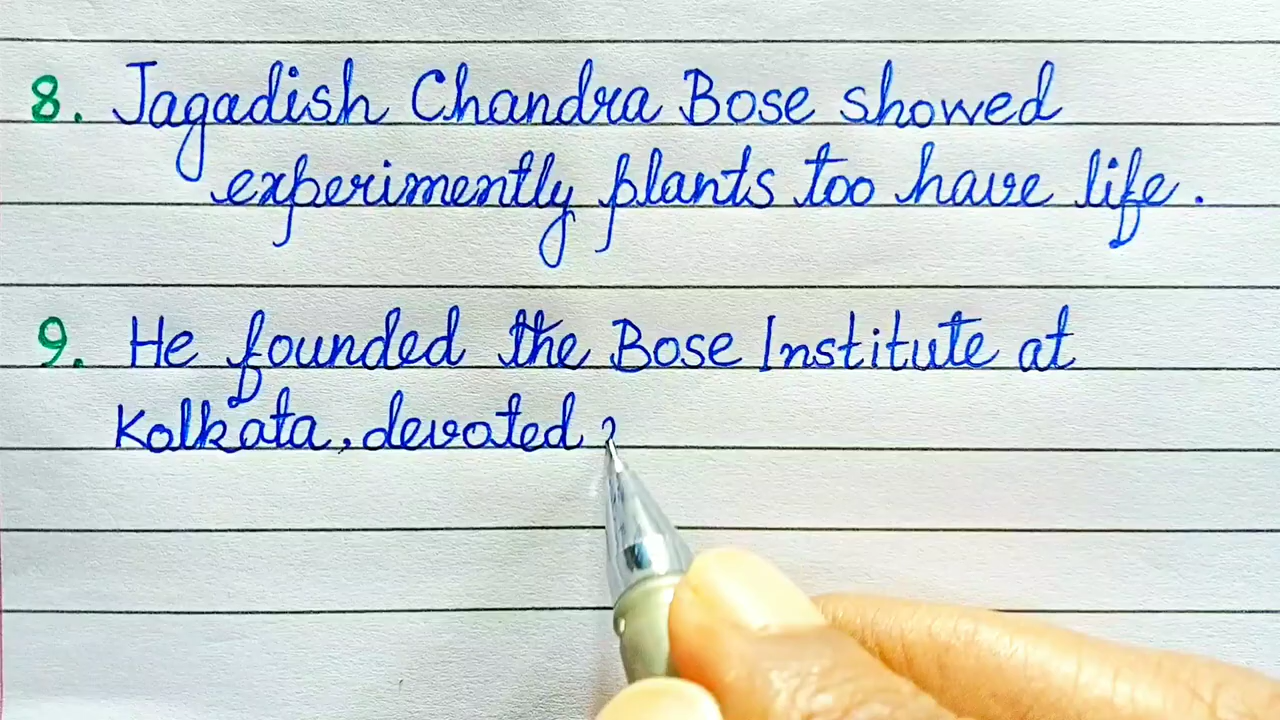 8. Jagadish Chandra Bose showed
experimently plants too have life.
9. He founded the Bose Institute at
Kolkata, devoted